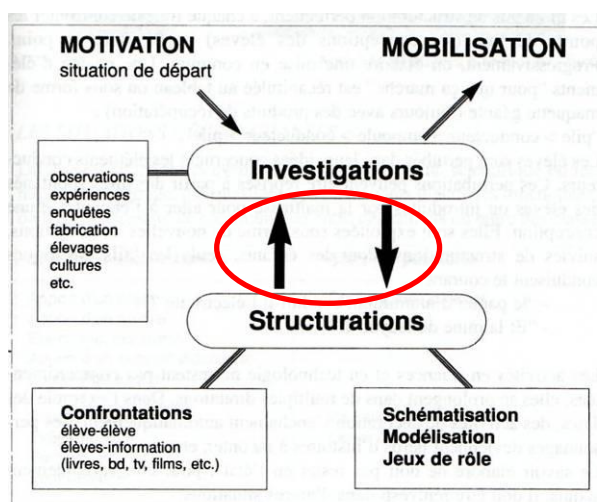 MOTIVATION
situation de départ
MOBILISATION
Investigations
observations
expériences
enquêtes
fabrication
élevages
cultures
etc.
Structurations
Confrontations
élève-élève
élèves-information
(livres, bd, tv, films, etc.)
Schématisation
Modélisation
Jeu de rôle